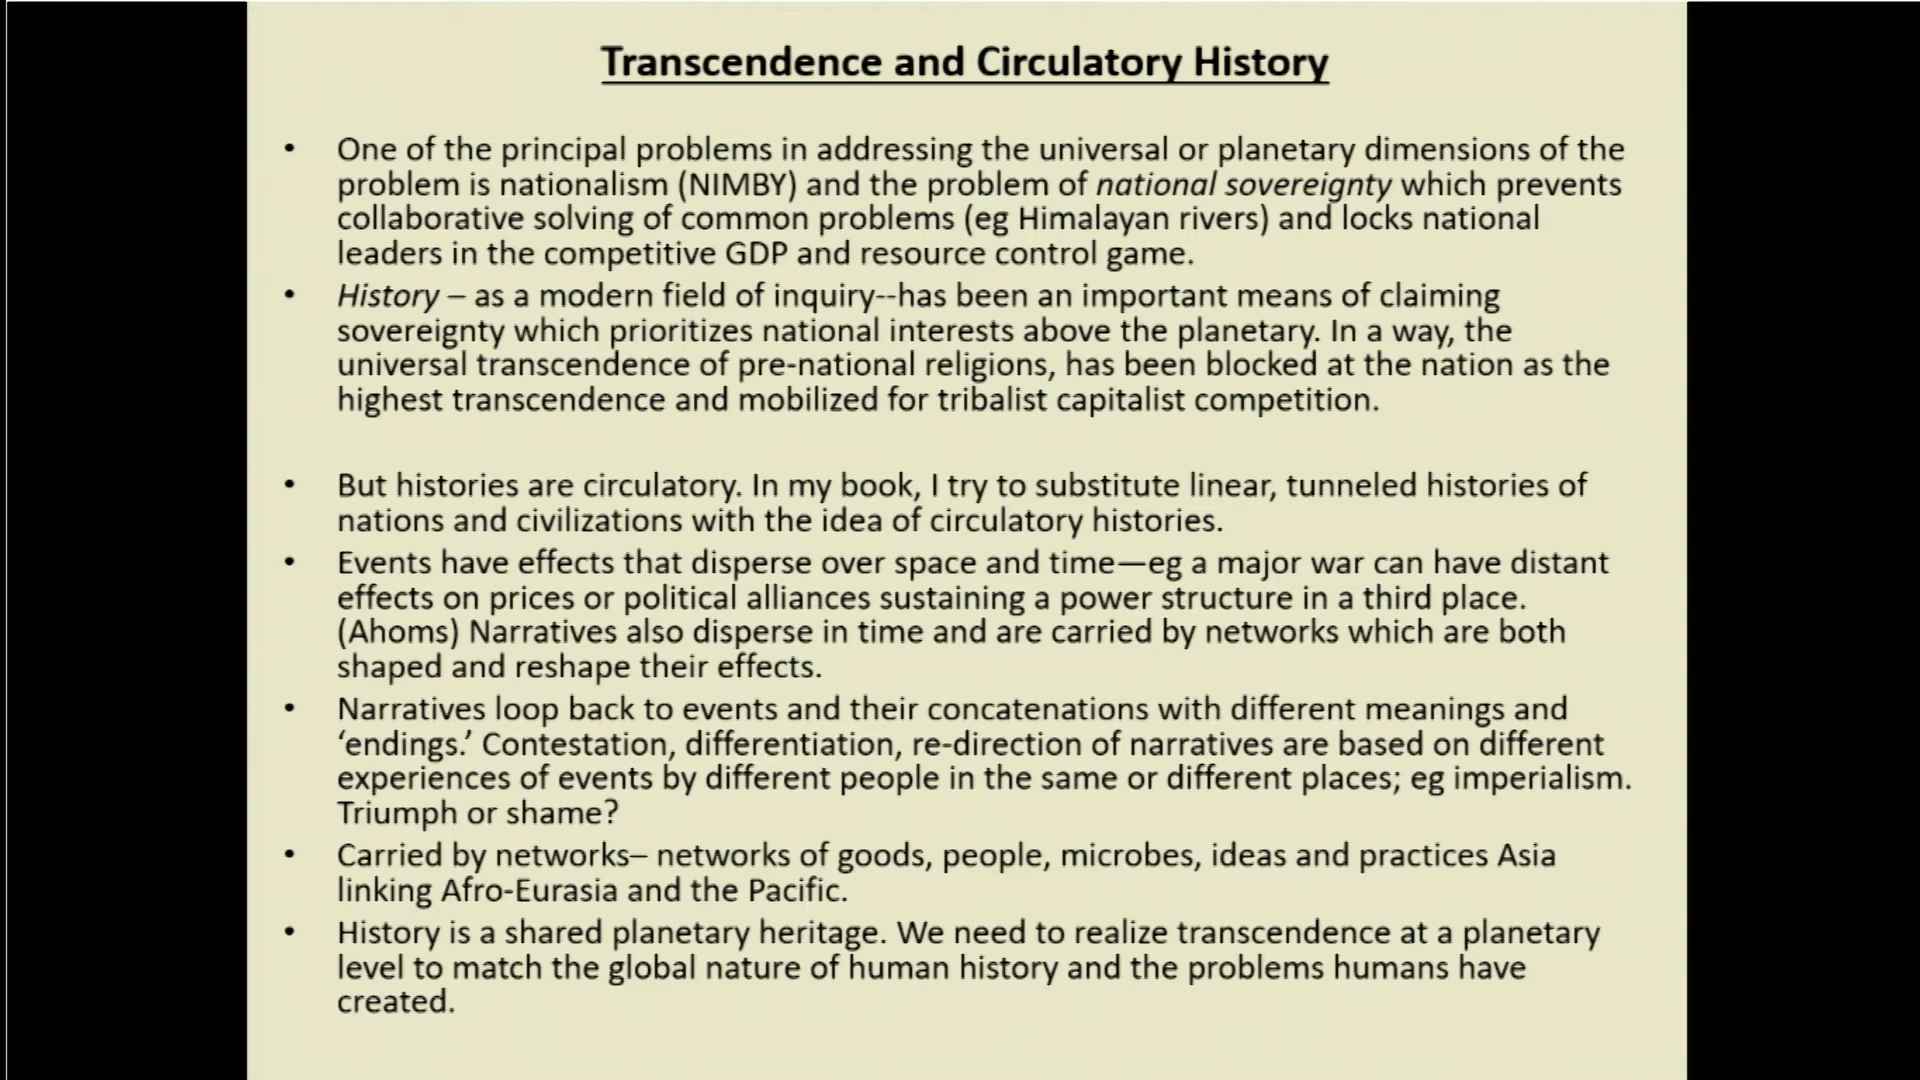 Transcendence and Circulatory History
• One of the principal problems in addressing the universal or planetary dimensions of the
problem is nationalism (NIMBY) and the problem of national sovereignty which prevents
collaborative solving of common problems (eg Himalayan rivers) and locks national
leaders in the competitive GDP and resource control game.
• History – as a modern field of inquiry--has been an important means of claiming
sovereignty which prioritizes national interests above the planetary. In a way, the
universal transcendence of pre-national religions, has been blocked at the nation as the
highest transcendence and mobilized for tribalist capitalist competition.
• But histories are circulatory. In my book, I try to substitute linear, tunneled histories of
nations and civilizations with the idea of circulatory histories.
• Events have effects that disperse over space and time—eg a major war can have distant
effects on prices or political alliances sustaining a power structure in a third place.
(Ahoms) Narratives also disperse in time and are carried by networks which are both
shaped and reshape their effects.
• Narratives loop back to events and their concatenations with different meanings and
‘endings.’ Contestation, differentiation, re-direction of narratives are based on different
experiences of events by different people in the same or different places; eg imperialism.
Triumph or shame?
• Carried by networks– networks of goods, people, microbes, ideas and practices Asia
linking Afro-Eurasia and the Pacific.
• History is a shared planetary heritage. We need to realize transcendence at a planetary
level to match the global nature of human history and the problems humans have
created.